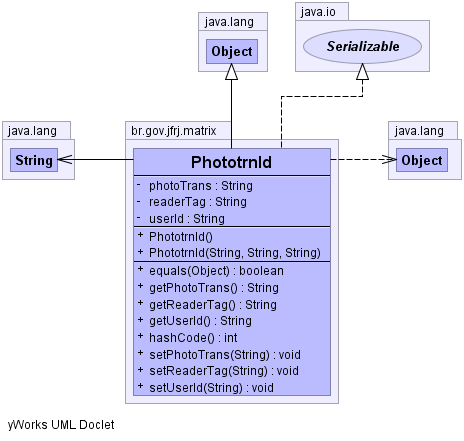 java.lang
Object
java.io
Serializable
java.lang
String
br.gov.jfrj.matrix
java.lang
Object
PhototrnId
- photoTrans : String
- readerTag : String
- userId : String
+ PhototrnId()
+ PhototrnId(String, String, String)
+ equals(Object) : boolean
+ getPhotoTrans() : String
+ getReaderTag() : String
+ getUserId() : String
+ hashCode() : int
+ setPhotoTrans(String) : void
+ setReaderTag(String) : void
+ setUserId(String) : void
yWorks UML Doclet